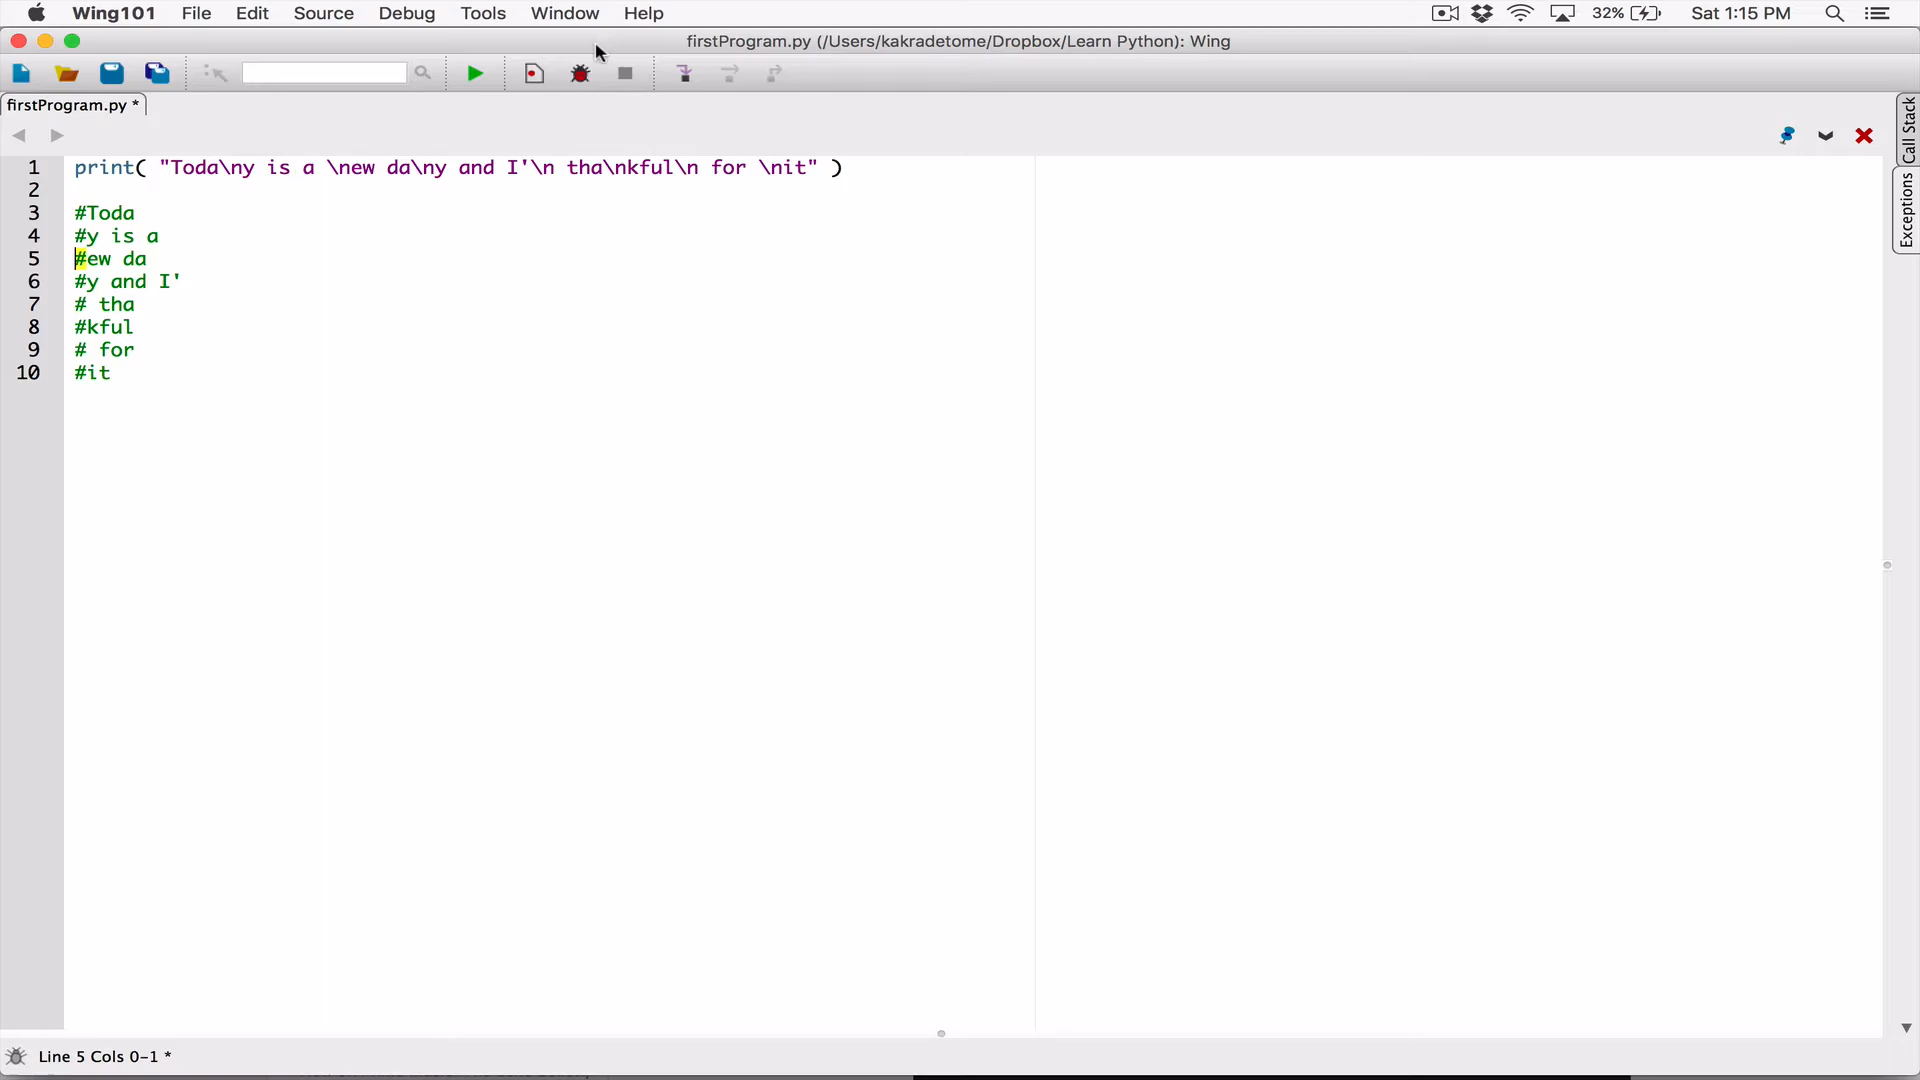 Wing101 File Edit Source Debug Tools Window Help 32% Sat 1:15 PM
firstProgram.py (/Users/kakradetome/Dropbox/Learn Python): Wing
firstProgram.py *
1 print( "Toda\ny is a \new da\ny and I'\n tha\nkful\n for \nit" )
2
3 #Toda
4 #y is a
5 #ew da
6 #y and I'
7 # tha
8 #kful
9 # for
10 #it
Call Stack
Exceptions
Line 5 Cols 0-1 *